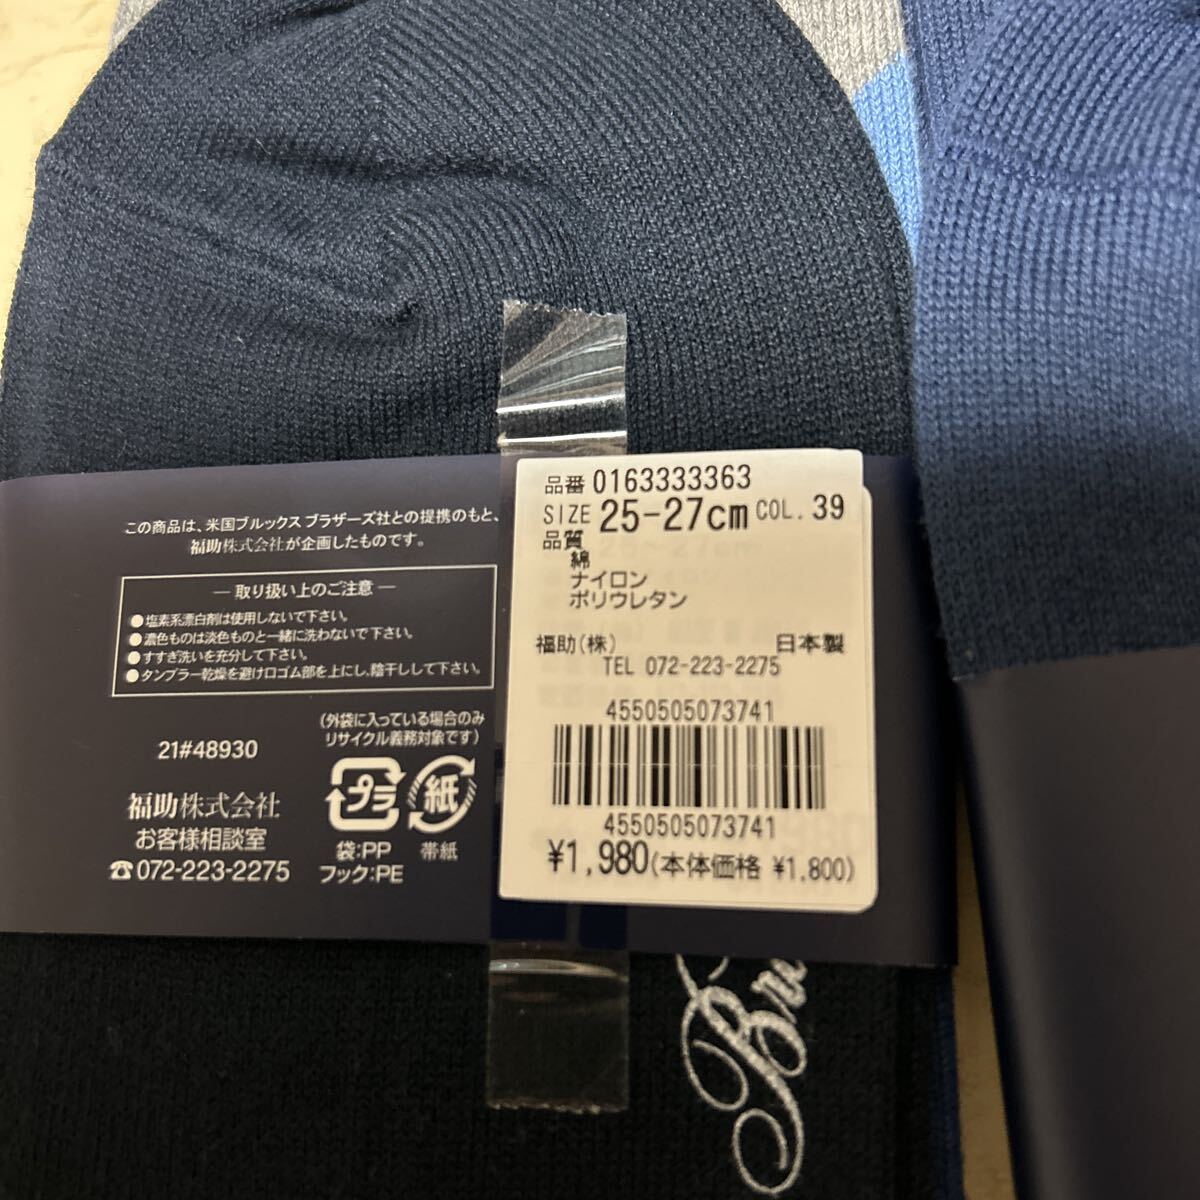 この商品は、米国ブルックス ブラザーズ社との提携のもと、
福助株式会社が企画したものです。
― 取り扱い上のご注意 ―
●塩素系漂白剤は使用しないで下さい。
●濃色ものは淡色ものと一緒に洗わないで下さい。
●すすぎ洗いを充分して下さい。
●タンブラー乾燥を避け口ゴム部を上にし、陰干しして下さい。
(外袋に入っている場合のみ
リサイクル義務対象です)
21#48930
福助株式会社
お客様相談室
☎072-223-2275
プラ
紙
袋:PP
帯紙
フック:PE
品番 0163333363
SIZE 25-27cm COL. 39
品質
綿
ナイロン
ポリウレタン
福助(株) 日本製
TEL 072-223-2275
4550505073741
4550505073741
¥1,980(本体価格 ¥1,800)